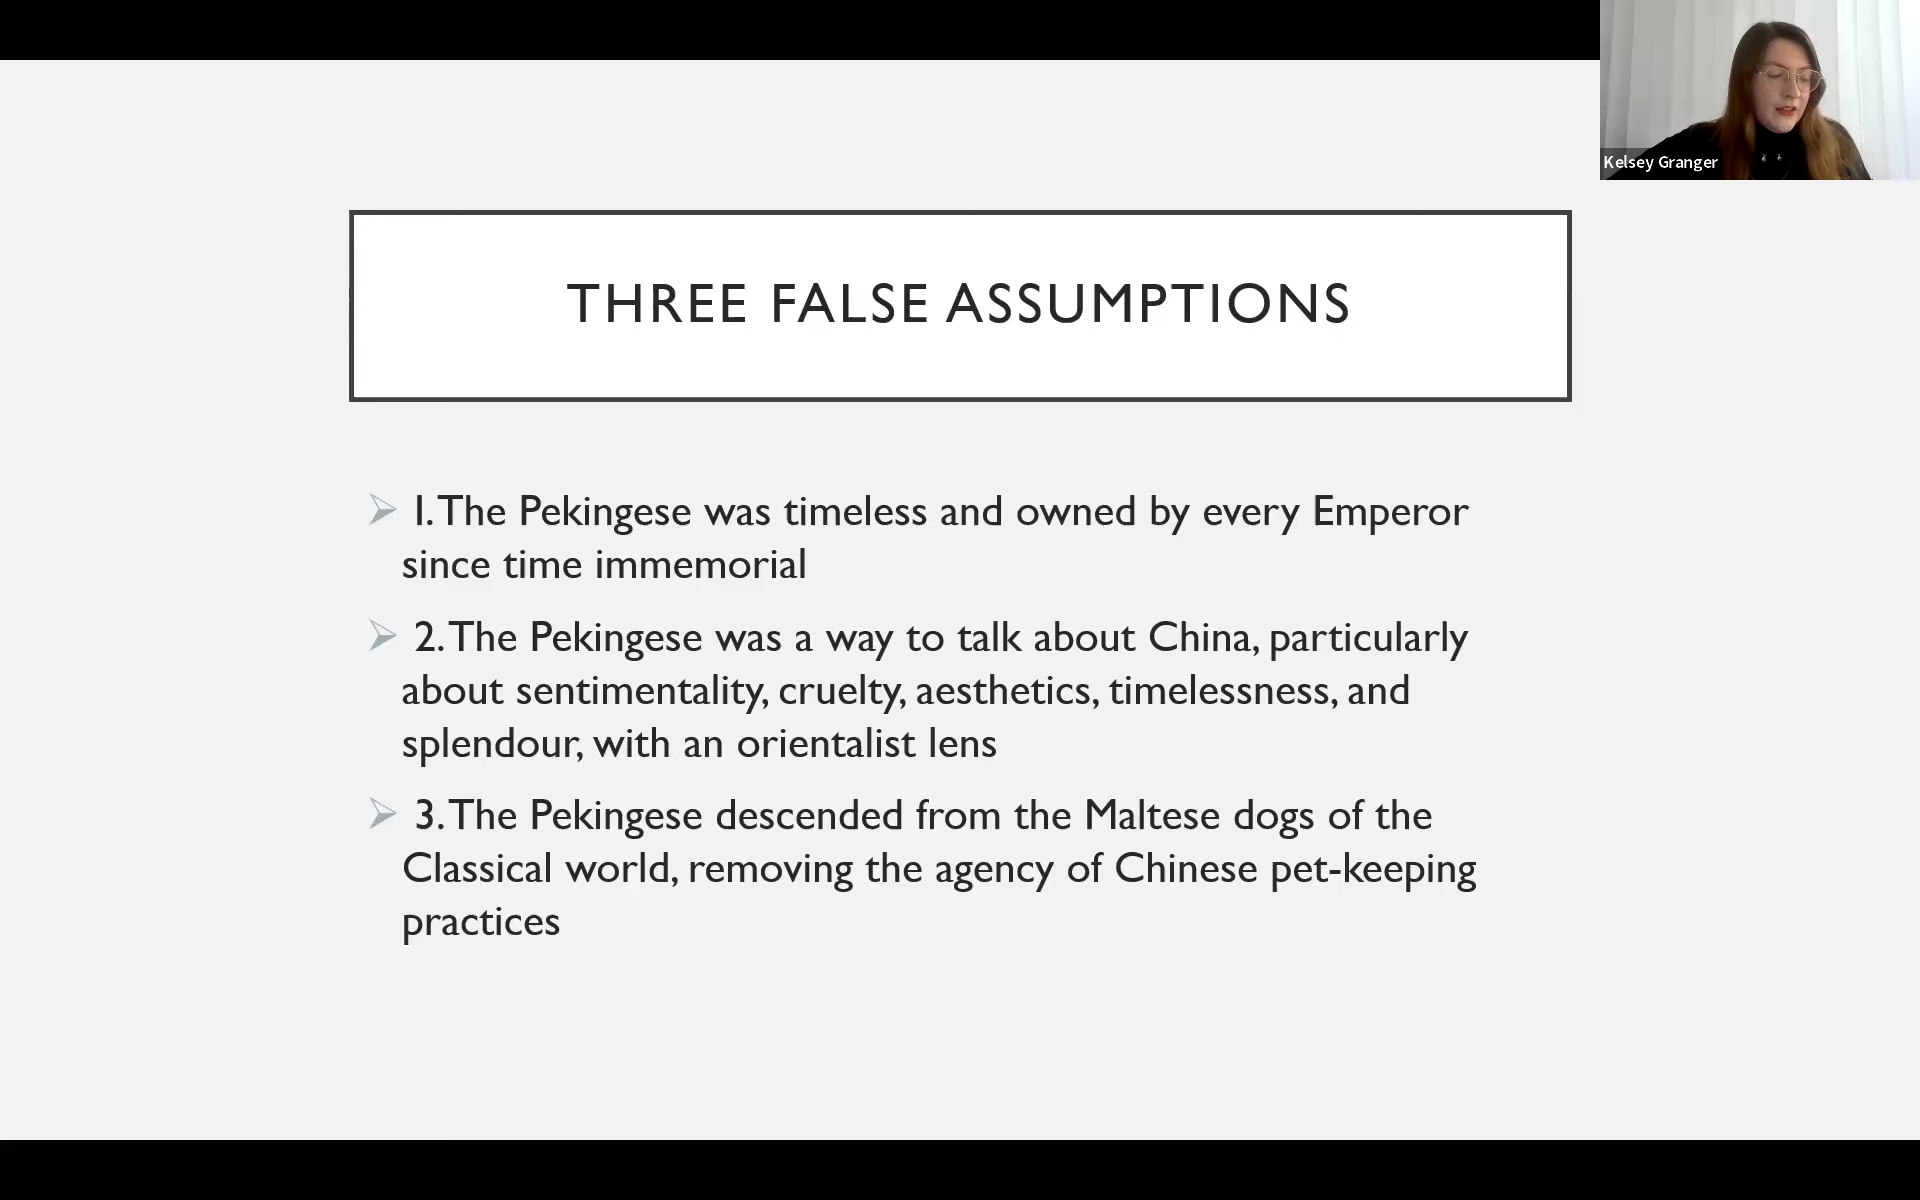 Kelsey Granger
THREE FALSE ASSUMPTIONS
1. The Pekingese was timeless and owned by every Emperor
since time immemorial
2. The Pekingese was a way to talk about China, particularly
about sentimentality, cruelty, aesthetics, timelessness, and
splendour, with an orientalist lens
3. The Pekingese descended from the Maltese dogs of the
Classical world, removing the agency of Chinese pet-keeping
practices